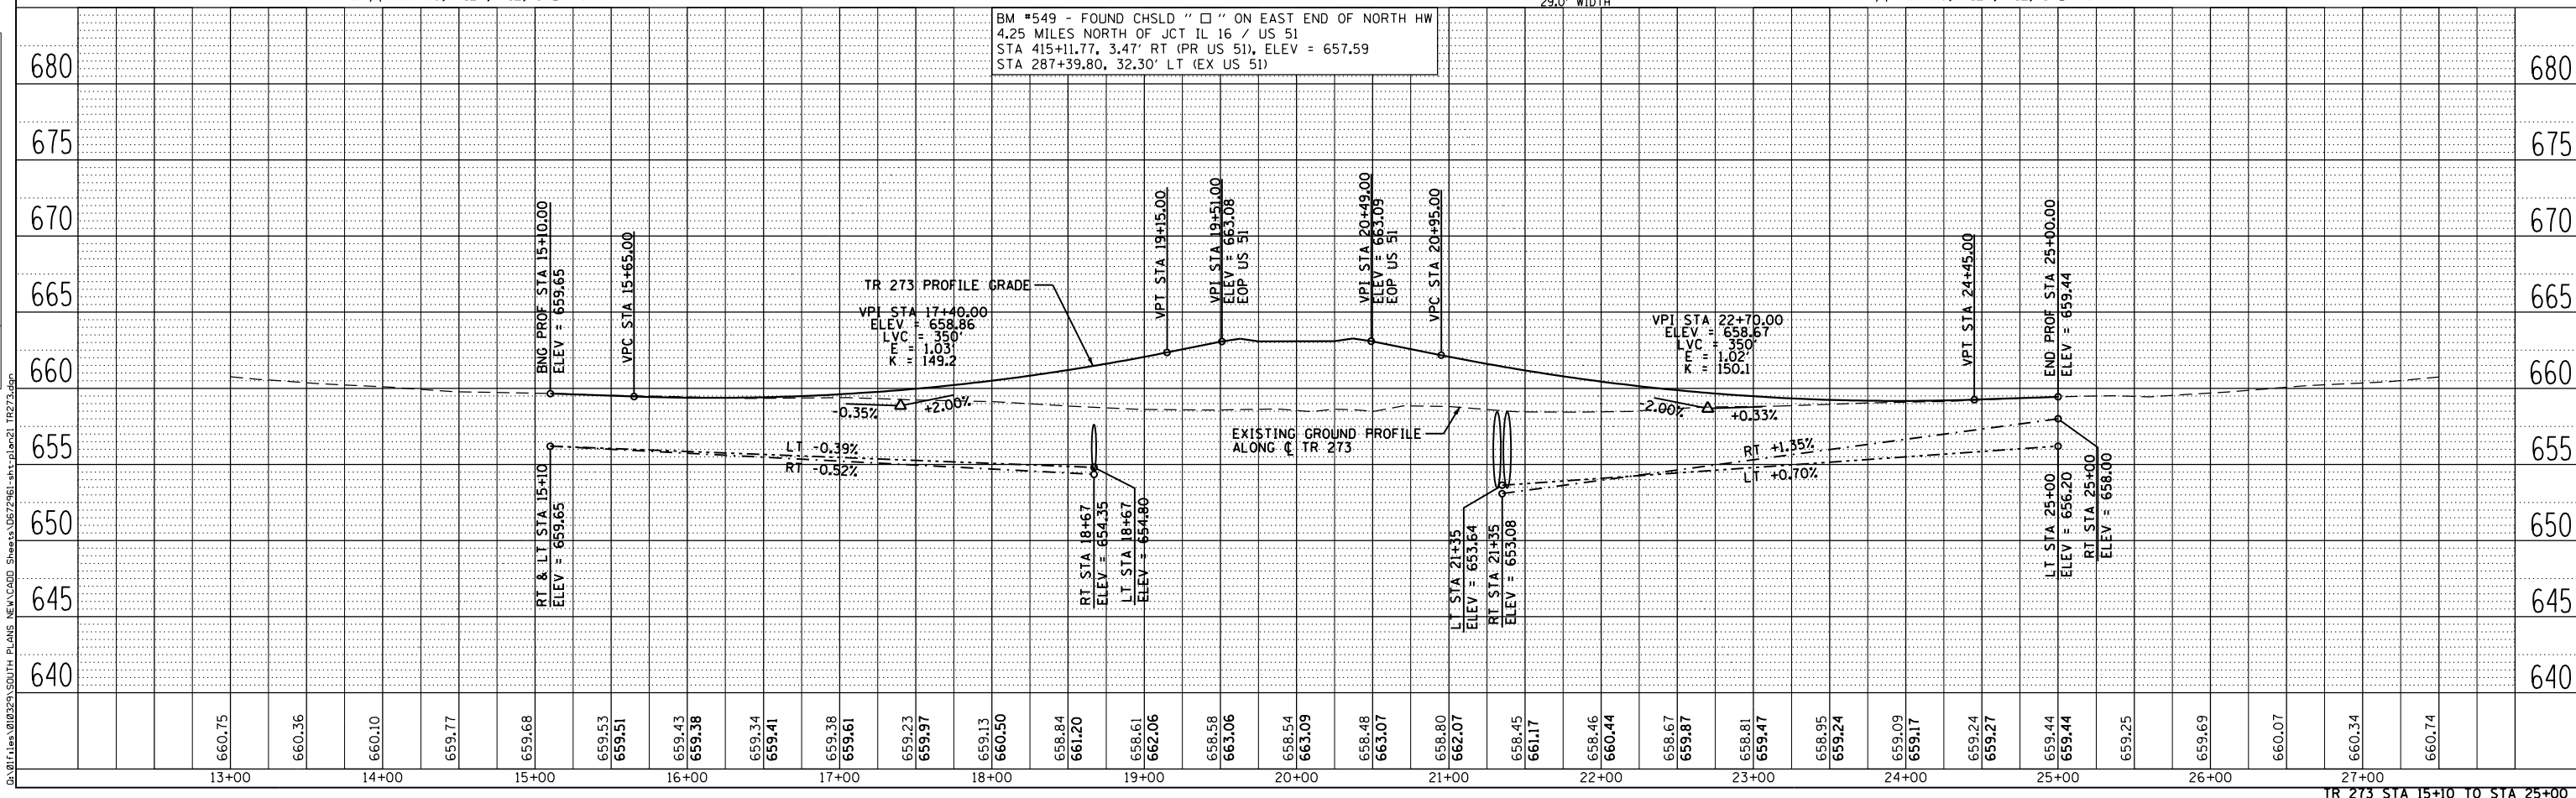 29.0' WIDTH
BM #549 - FOUND CHSLD " □ " ON EAST END OF NORTH HW
4.25 MILES NORTH OF JCT IL 16 / US 51
STA 415+11.77, 3.47' RT (PR US 51), ELEV = 657.59
STA 287+39.80, 32.30' LT (EX US 51)
680
680
675
675
670
670
665
665
660
660
655
655
650
650
645
645
640
640
BNG PROF STA 15+10.00
ELEV = 659.65
VPC STA 15+65.00
TR 273 PROFILE GRADE
VPI STA 17+40.00
ELEV = 658.86
LVC = 350'
E = 1.03'
K = 149.2
-0.35%
+2.00%
VPT STA 19+15.00
VPI STA 19+51.00
ELEV = 663.08
EOP US 51
VPI STA 20+49.00
ELEV = 663.09
EOP US 51
VPC STA 20+95.00
VPI STA 22+70.00
ELEV = 658.67
LVC = 350'
E = 1.02'
K = 150.1
-2.00%
+0.33%
VPT STA 24+45.00
END PROF STA 25+00.00
ELEV = 659.44
EXISTING GROUND PROFILE
ALONG ℄ TR 273
LT -0.39%
RT -0.52%
RT +1.35%
LT +0.70%
RT & LT STA 15+10
ELEV = 659.65
RT STA 18+67
ELEV = 654.35
LT STA 18+67
ELEV = 654.80
LT STA 21+35
ELEV = 653.64
RT STA 21+35
ELEV = 653.08
LT STA 25+00
ELEV = 656.20
RT STA 25+00
ELEV = 658.00
660.75
660.36
660.10
659.77
659.68
659.53
659.51
659.43
659.38
659.34
659.41
659.38
659.61
659.23
659.97
659.13
660.50
658.84
661.20
658.61
662.06
658.58
663.06
658.54
663.09
658.48
663.07
658.80
662.07
658.45
661.17
658.46
660.44
658.67
659.87
658.81
659.47
658.95
659.24
659.09
659.17
659.24
659.27
659.44
659.44
659.25
659.69
660.07
660.34
660.74
13+00
14+00
15+00
16+00
17+00
18+00
19+00
20+00
21+00
22+00
23+00
24+00
25+00
26+00
27+00
TR 273 STA 15+10 TO STA 25+00